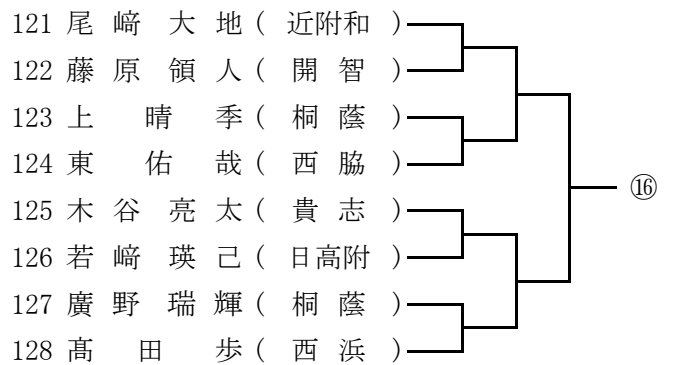 121 尾﨑大地(近附和)
122 藤原領人(開智)
123 上晴季(桐蔭)
124 東佑哉(西脇)
⑯
125 木谷亮太(貴志)
126 若﨑瑛己(日高附)
127 廣野瑞輝(桐蔭)
128 髙田歩(西浜)